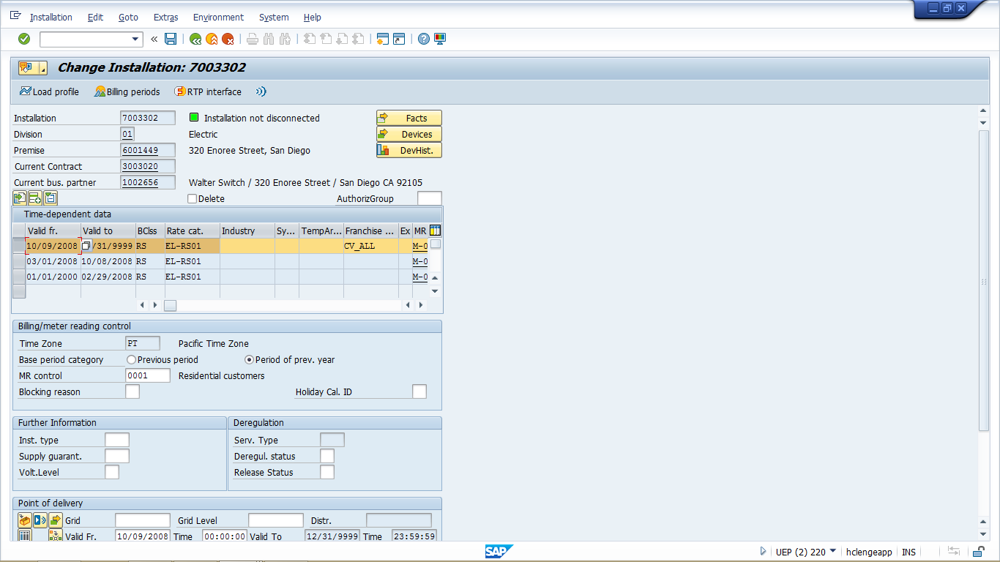 Installation Edit Goto Extras Environment System Help
Change Installation: 7003302
Load profile Billing periods RTP interface
Installation 7003302 Installation not disconnected Facts
Division 01 Electric Devices
Premise 6001449 320 Enoree Street, San Diego DevHist.
Current Contract 3003020
Current bus. partner 1002656 Walter Switch / 320 Enoree Street / San Diego CA 92105
Delete AuthorizGroup
Time-dependent data
Valid fr. Valid to BClss Rate cat. Industry Sy... TempAr... Franchise ... Ex MR
10/09/2008 /31/9999 RS EL-RS01 CV_ALL M-0
03/01/2008 10/08/2008 RS EL-RS01 M-0
01/01/2000 02/29/2008 RS EL-RS01 M-0
Billing/meter reading control
Time Zone PT Pacific Time Zone
Base period category Previous period Period of prev. year
MR control 0001 Residential customers
Blocking reason Holiday Cal. ID
Further Information Deregulation
Inst. type Serv. Type
Supply guarant. Deregul. status
Volt.Level Release Status
Point of delivery
Grid Grid Level Distr.
Valid Fr. 10/09/2008 Time 00:00:00 Valid To 12/31/9999 Time 23:59:59
SAP UEP (2) 220 hclengeapp INS